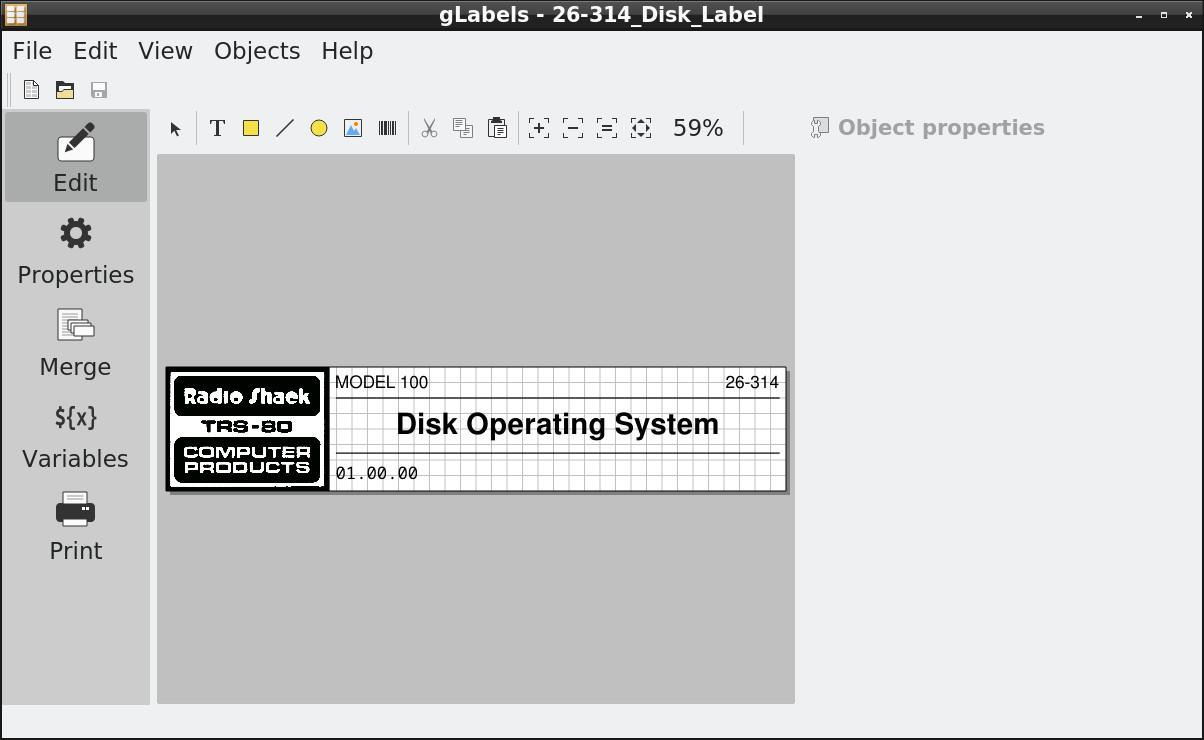 gLabels - 26-314_Disk_Label
File Edit View Objects Help
Edit
Properties
Merge
${x}
Variables
Print
T
59%
Object properties
Radio Shack
TRS-80
COMPUTER
PRODUCTS
MODEL 100 26-314
Disk Operating System
01.00.00